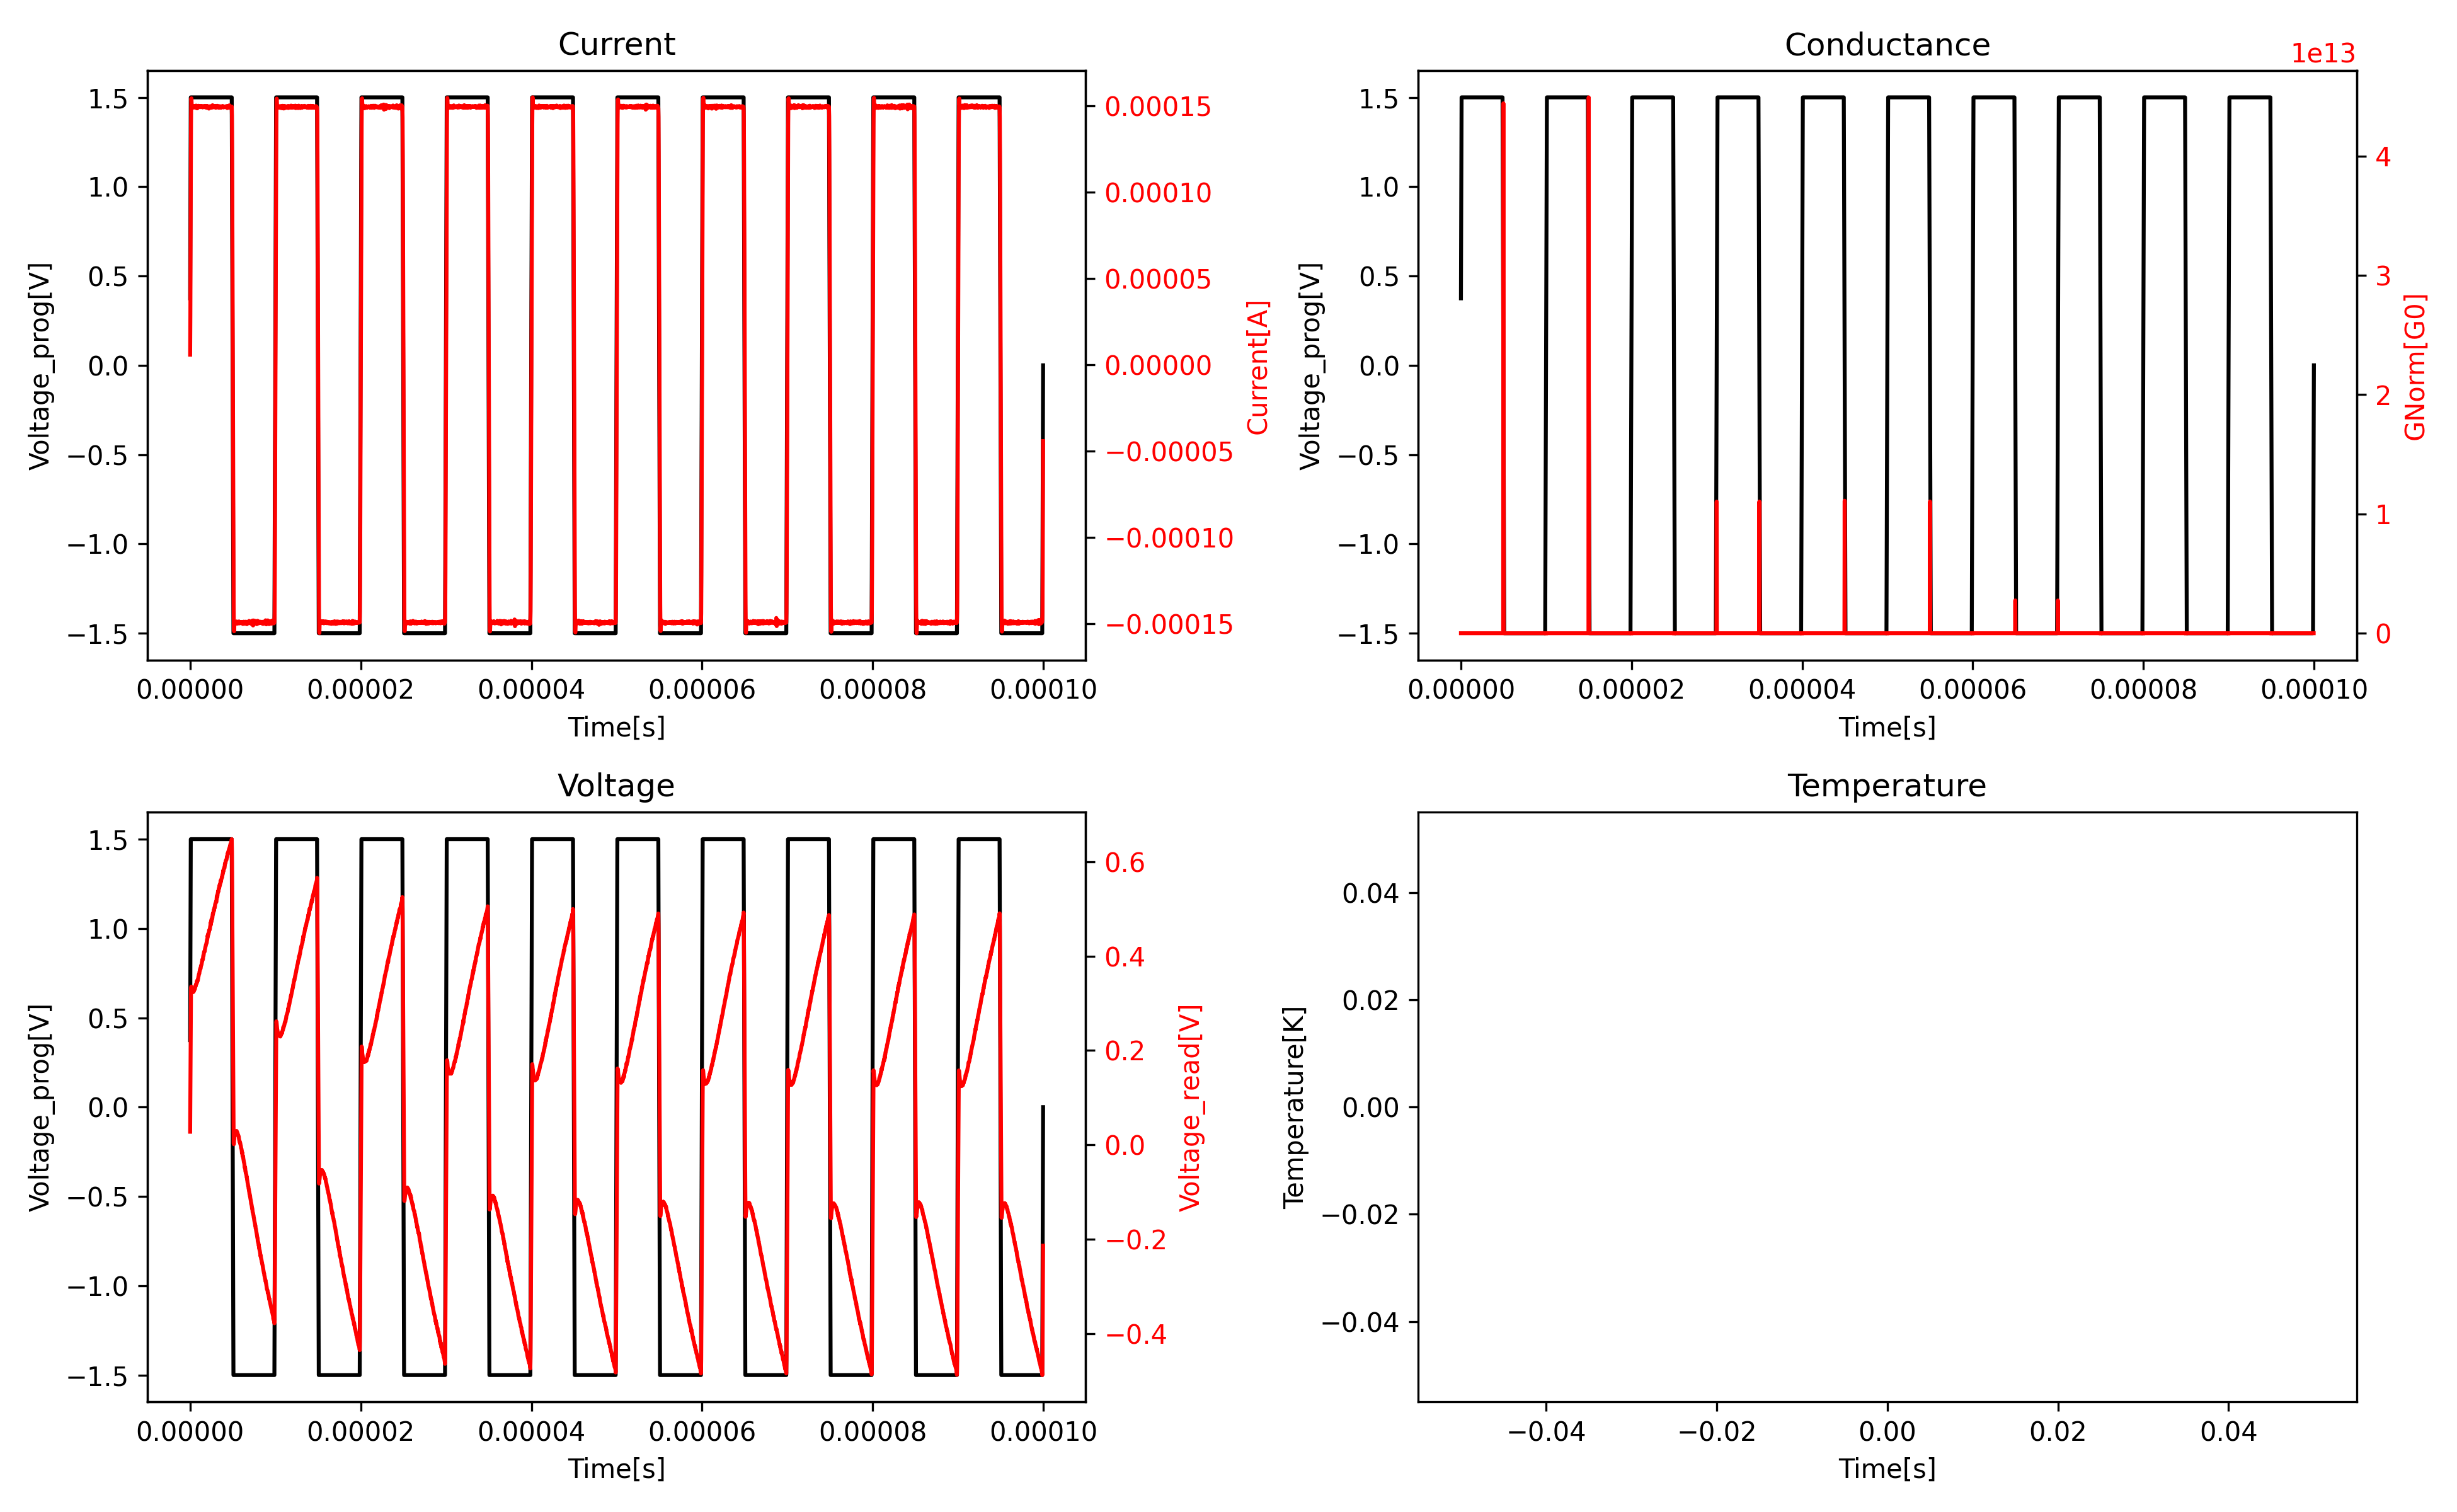 Current
1.5
1.0
0.5
0.0
−0.5
−1.0
−1.5
Voltage_prog[V]
0.00015
0.00010
0.00005
0.00000
−0.00005
−0.00010
−0.00015
Current[A]
0.00000 0.00002 0.00004 0.00006 0.00008 0.00010
Time[s]
Conductance
1e13
1.5
1.0
0.5
0.0
−0.5
−1.0
−1.5
Voltage_prog[V]
4
3
2
1
0
GNorm[G0]
0.00000 0.00002 0.00004 0.00006 0.00008 0.00010
Time[s]
Voltage
1.5
1.0
0.5
0.0
−0.5
−1.0
−1.5
Voltage_prog[V]
0.6
0.4
0.2
0.0
−0.2
−0.4
Voltage_read[V]
0.00000 0.00002 0.00004 0.00006 0.00008 0.00010
Time[s]
Temperature
0.04
0.02
0.00
−0.02
−0.04
Temperature[K]
−0.04 −0.02 0.00 0.02 0.04
Time[s]